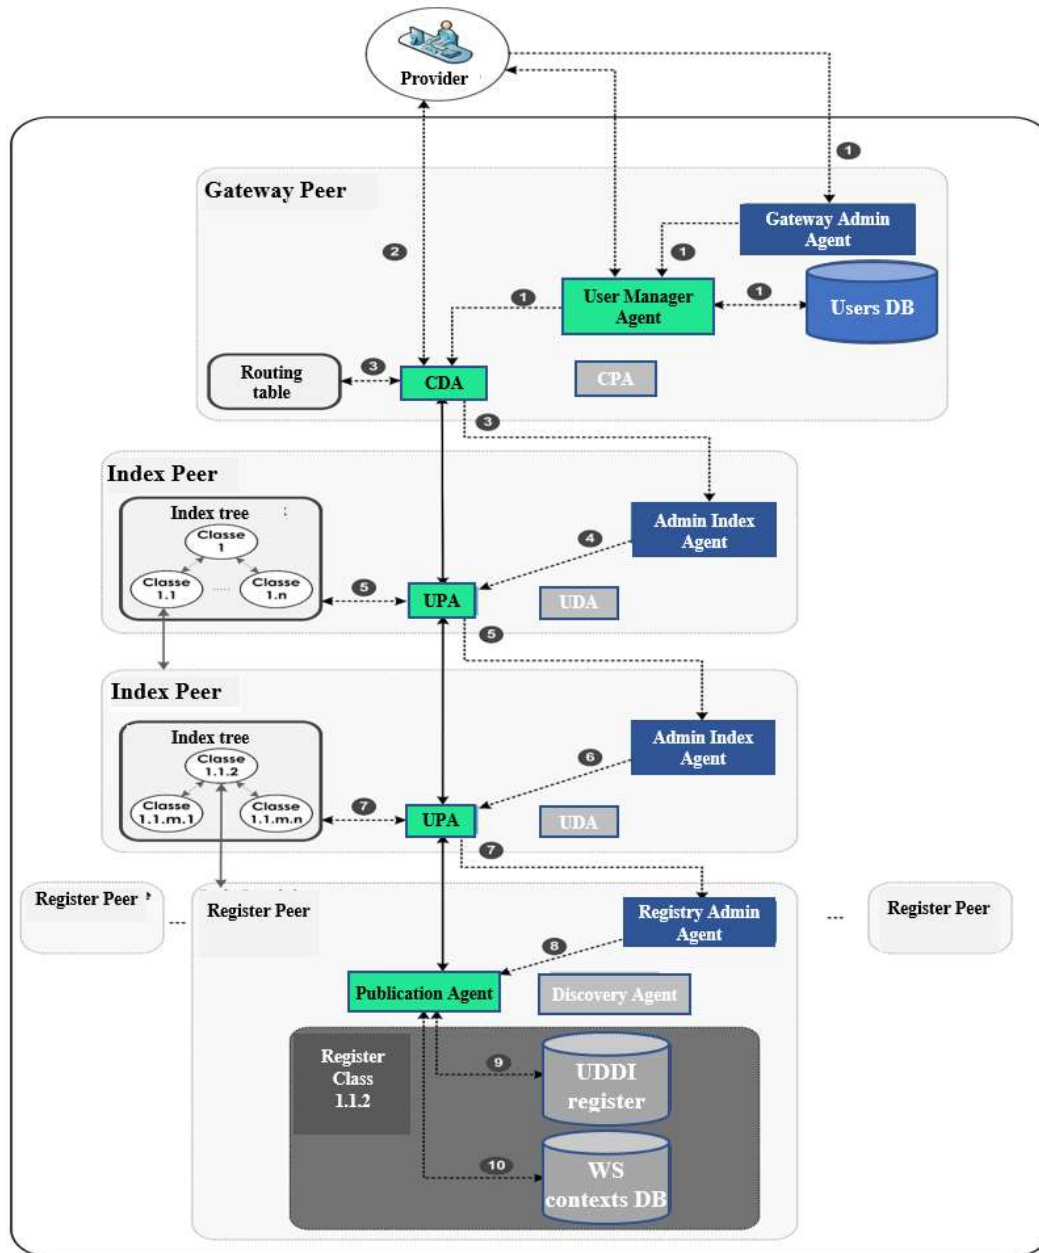 Provider
1
Gateway Peer
Gateway Admin
Agent
2
1
1
1
User Manager
Agent
Users DB
Routing
table
3
CDA
CPA
3
Index Peer
Index tree :
Classe
1
Classe
1.1
.....
Classe
1.n
5
UPA
4
Admin Index
Agent
UDA
5
Index Peer
Index tree
Classe
1.1.2
Classe
1.1.m.1
Classe
1.1.m.n
7
UPA
6
Admin Index
Agent
UDA
7
Register Peer
...
Register Peer
Registry Admin
Agent
...
Register Peer
8
Publication Agent
Discovery Agent
Register
Class
1.1.2
9
UDDI
register
10
WS
contexts DB